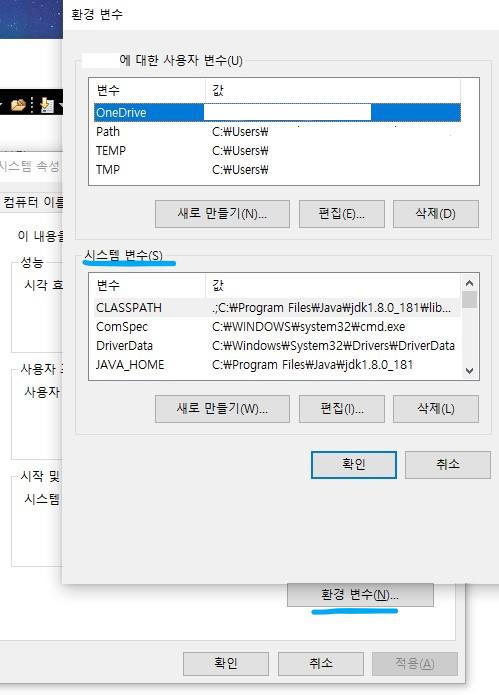 환경 변수
에 대한 사용자 변수(U)
변수 값
OneDrive
Path C:₩Users₩
TEMP C:₩Users₩
TMP C:₩Users₩
새로 만들기(N)... 편집(E)... 삭제(D)
시스템 속성
컴퓨터 이름
이 내용을
시스템 변수(S)
성능
변수 값
시각 효
CLASSPATH .;C:₩Program Files₩Java₩jdk1.8.0_181₩lib...
ComSpec C:₩WINDOWS₩system32₩cmd.exe
DriverData C:₩Windows₩System32₩Drivers₩DriverData
JAVA_HOME C:₩Program Files₩Java₩jdk1.8.0_181
사용자
사용자
새로 만들기(W)... 편집(I)... 삭제(L)
확인 취소
시작 및
시스템
환경 변수(N)...
확인 취소 적용(A)